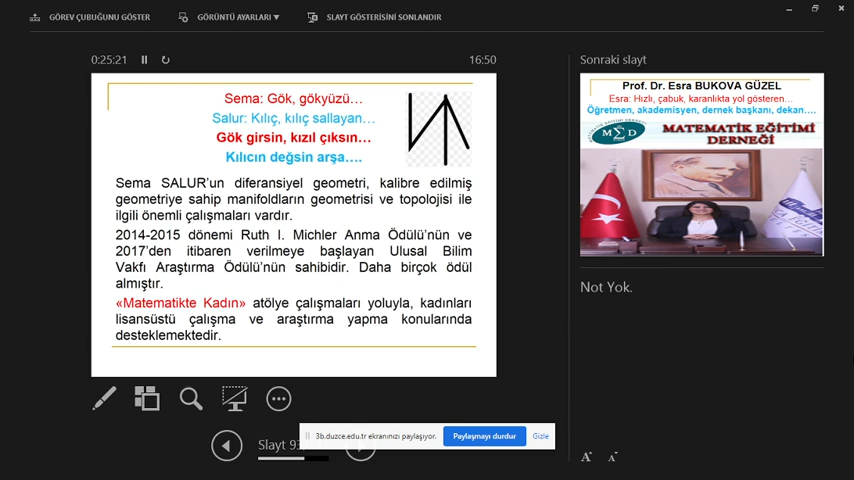 GÖREV ÇUBUĞUNU GÖSTER
GÖRÜNTÜ AYARLARI
SLAYT GÖSTERİSİNİ SONLANDIR
0:25:21
16:50
Sema: Gök, gökyüzü…
Salur: Kılıç, kılıç sallayan…
Gök girsin, kızıl çıksın…
Kılıcın değsin arşa….
Sema SALUR’un diferansiyel geometri, kalibre edilmiş
geometriye sahip manifoldların geometrisi ve topolojisi ile
ilgili önemli çalışmaları vardır.
2014-2015 dönemi Ruth I. Michler Anma Ödülü’nün ve
2017’den itibaren verilmeye başlayan Ulusal Bilim
Vakfı Araştırma Ödülü’nün sahibidir. Daha birçok ödül
almıştır.
«Matematikte Kadın» atölye çalışmaları yoluyla, kadınları
lisansüstü çalışma ve araştırma yapma konularında
desteklemektedir.
Slayt 93
3b.duzce.edu.tr ekranınızı paylaşıyor.
Paylaşmayı durdur
Gizle
Sonraki slayt
Prof. Dr. Esra BUKOVA GÜZEL
Esra: Hızlı, çabuk, karanlıkta yol gösteren…
Öğretmen, akademisyen, dernek başkanı, dekan….
MATEMATİK EĞİTİMİ
DERNEĞİ
Not Yok.